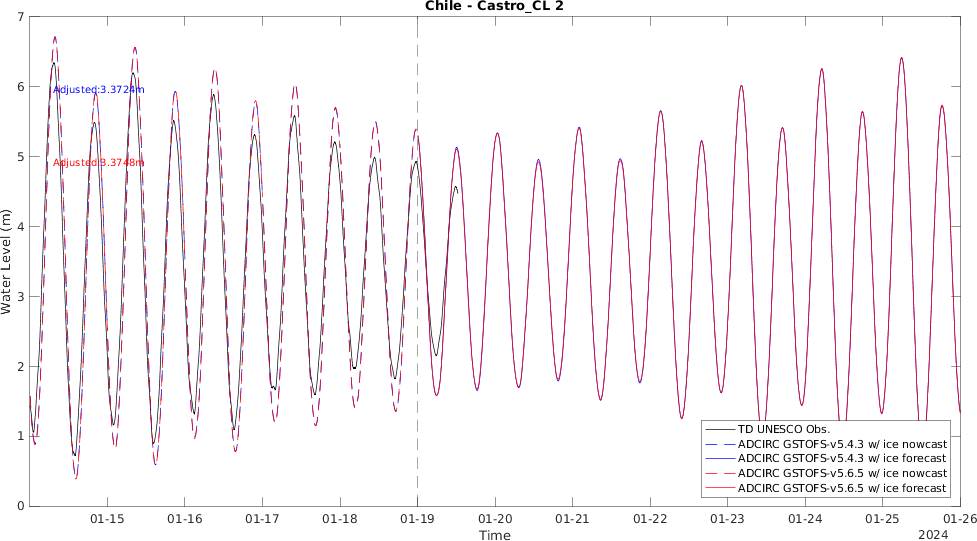 Chile - Castro_CL 2
7
6
5
4
3
2
1
0
Water Level (m)
Adjusted:3.3724m
Adjusted:3.3748m
TD UNESCO Obs.
ADCIRC GSTOFS-v5.4.3 w/ ice nowcast
ADCIRC GSTOFS-v5.4.3 w/ ice forecast
ADCIRC GSTOFS-v5.6.5 w/ ice nowcast
ADCIRC GSTOFS-v5.6.5 w/ ice forecast
01-15 01-16 01-17 01-18 01-19 01-20 01-21 01-22 01-23 01-24 01-25 01-26
Time
2024